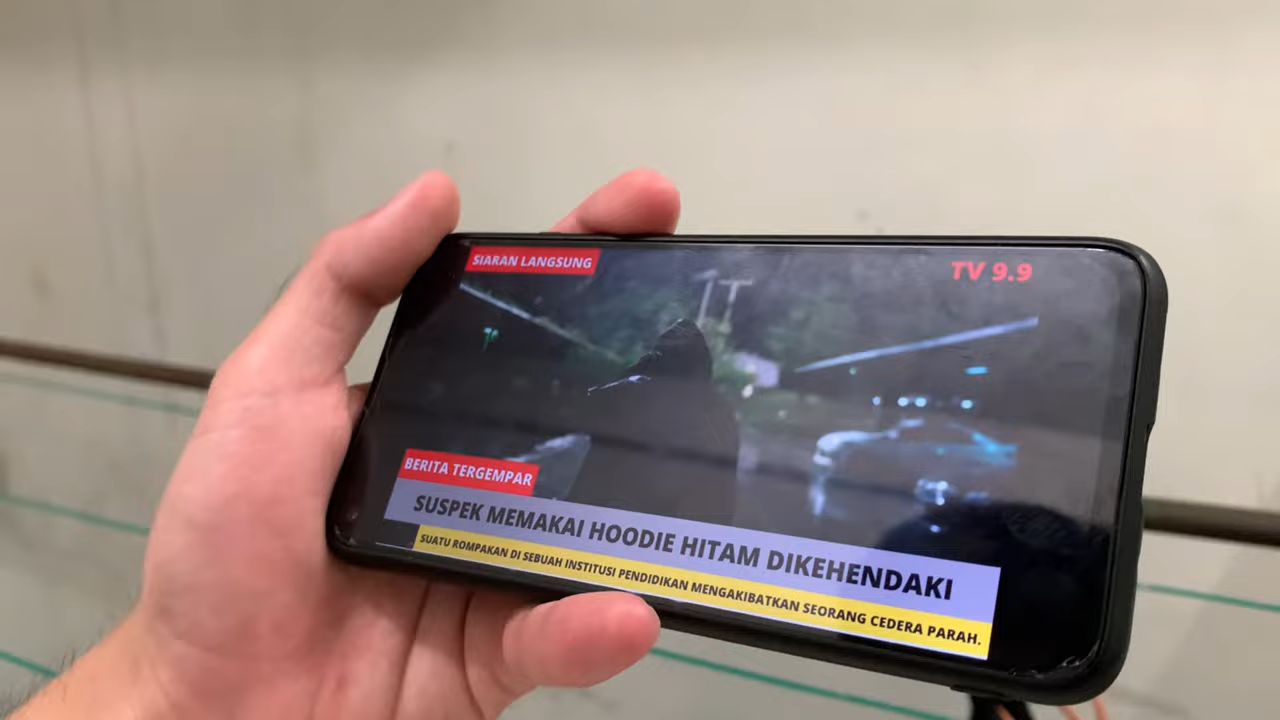 SIARAN LANGSUNG
TV 9.9
BERITA TERGEMPAR
SUSPEK MEMAKAI HOODIE HITAM DIKEHENDAKI
SUATU ROMPAKAN DI SEBUAH INSTITUSI PENDIDIKAN MENGAKIBATKAN SEORANG CEDERA PARAH.